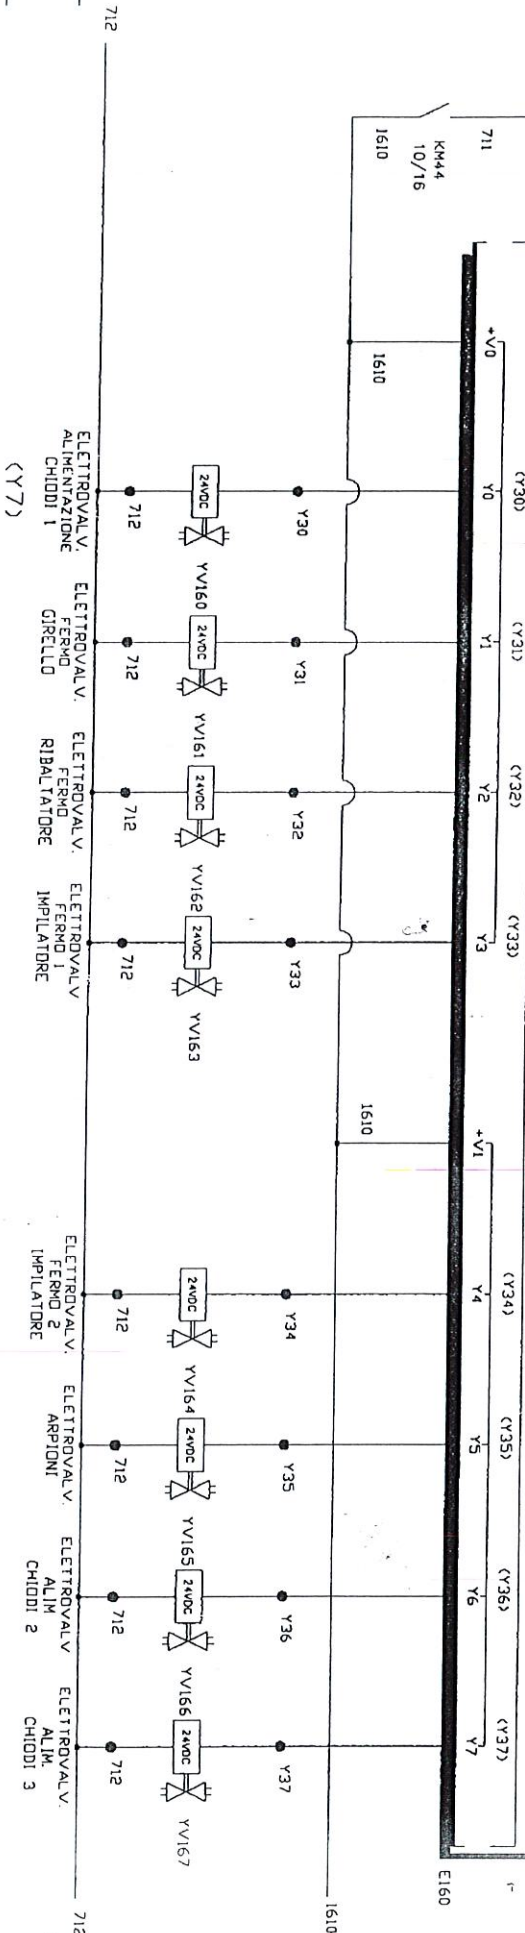 711
KM44
10/16
1610
+V0
(Y30)
Y0
(Y31)
Y1
(Y32)
Y2
(Y33)
Y3
+V1
(Y34)
Y4
(Y35)
Y5
(Y36)
Y6
(Y37)
Y7
E160
1610
1610
1610
Y30
Y31
Y32
Y33
Y34
Y35
Y36
Y37
24VDC
YV160
24VDC
YV161
24VDC
YV162
24VDC
YV163
24VDC
YV164
24VDC
YV165
24VDC
YV166
24VDC
YV167
712
712
712
712
712
712
712
712
712
712
ELETTROVALV.
ALIMENTAZIONE
CHIODI 1
ELETTROVALV.
FERMO
GIRELLO
ELETTROVALV.
FERMO
RIBALTATORE
ELETTROVALV
FERMO 1
IMPILATORE
ELETTROVALV.
FERMO 2
IMPILATORE
ELETTROVALV.
ARPIONI
ELETTROVALV
ALIM
CHIODI 2
ELETTROVALV.
ALIM.
CHIODI 3
(Y7)